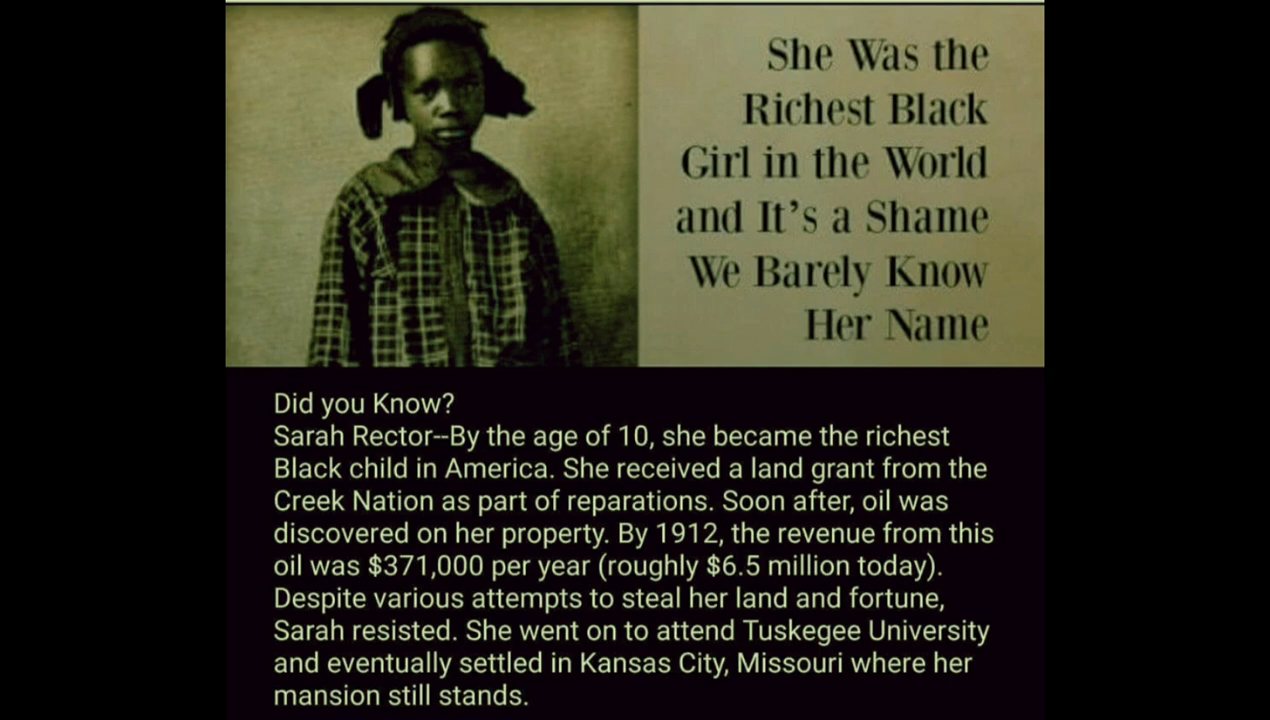 She Was the
Richest Black
Girl in the World
and It's a Shame
We Barely Know
Her Name
Did you Know?
Sarah Rector--By the age of 10, she became the richest
Black child in America. She received a land grant from the
Creek Nation as part of reparations. Soon after, oil was
discovered on her property. By 1912, the revenue from this
oil was $371,000 per year (roughly $6.5 million today).
Despite various attempts to steal her land and fortune,
Sarah resisted. She went on to attend Tuskegee University
and eventually settled in Kansas City, Missouri where her
mansion still stands.